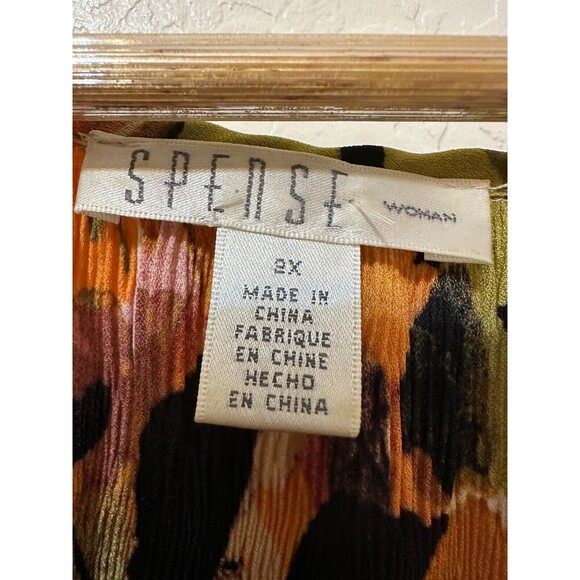 SPENSE WOMAN
2X
MADE IN
CHINA
FABRIQUE
EN CHINE
HECHO
EN CHINA